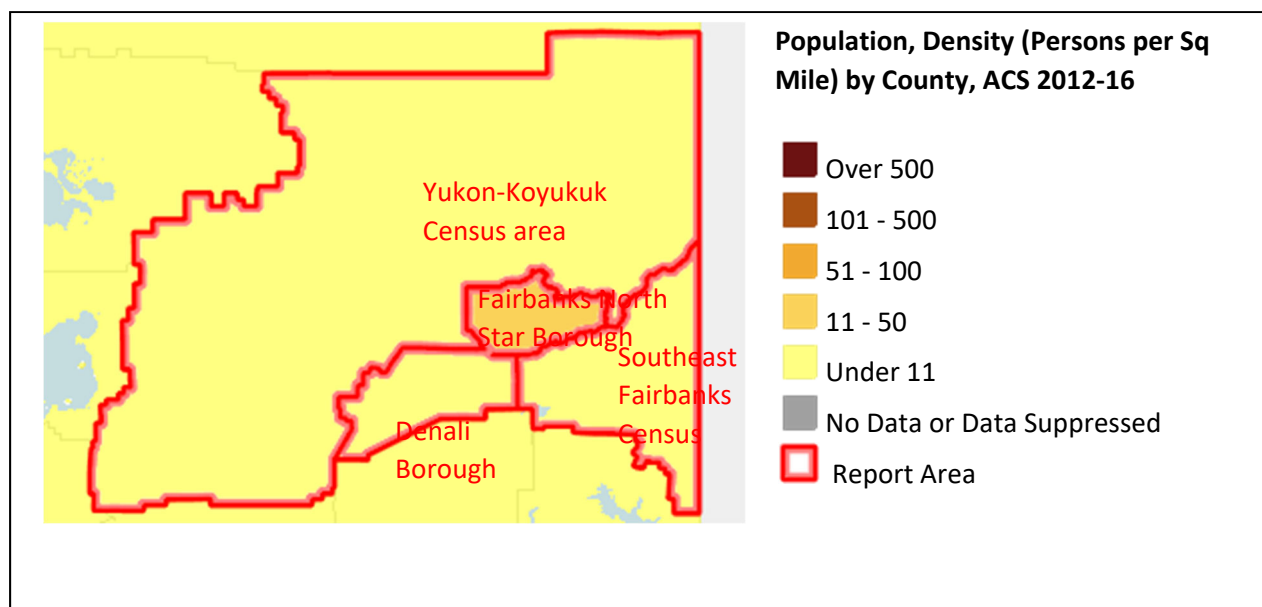 Population, Density (Persons per Sq
Mile) by County, ACS 2012-16
Over 500
101 - 500
51 - 100
11 - 50
Under 11
No Data or Data Suppressed
Report Area
Yukon-Koyukuk
Census area
Fairbanks North
Star Borough
Southeast
Fairbanks
Census
Denali
Borough